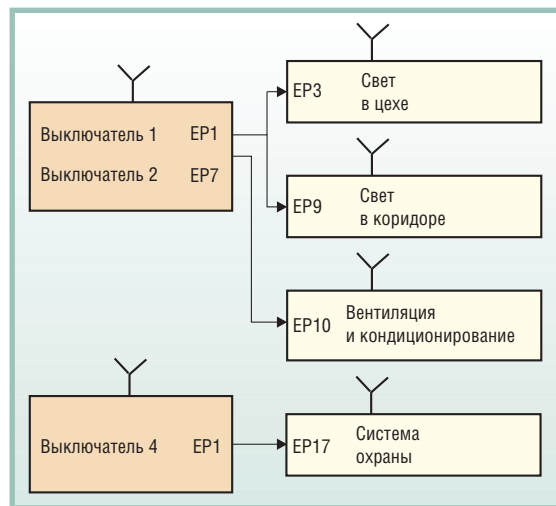 Выключатель 1 EP1
Выключатель 2 EP7
EP3 Свет
в цехе
EP9 Свет
в коридоре
EP10 Вентиляция
и кондиционирование
Выключатель 4 EP1
EP17 Система
охраны